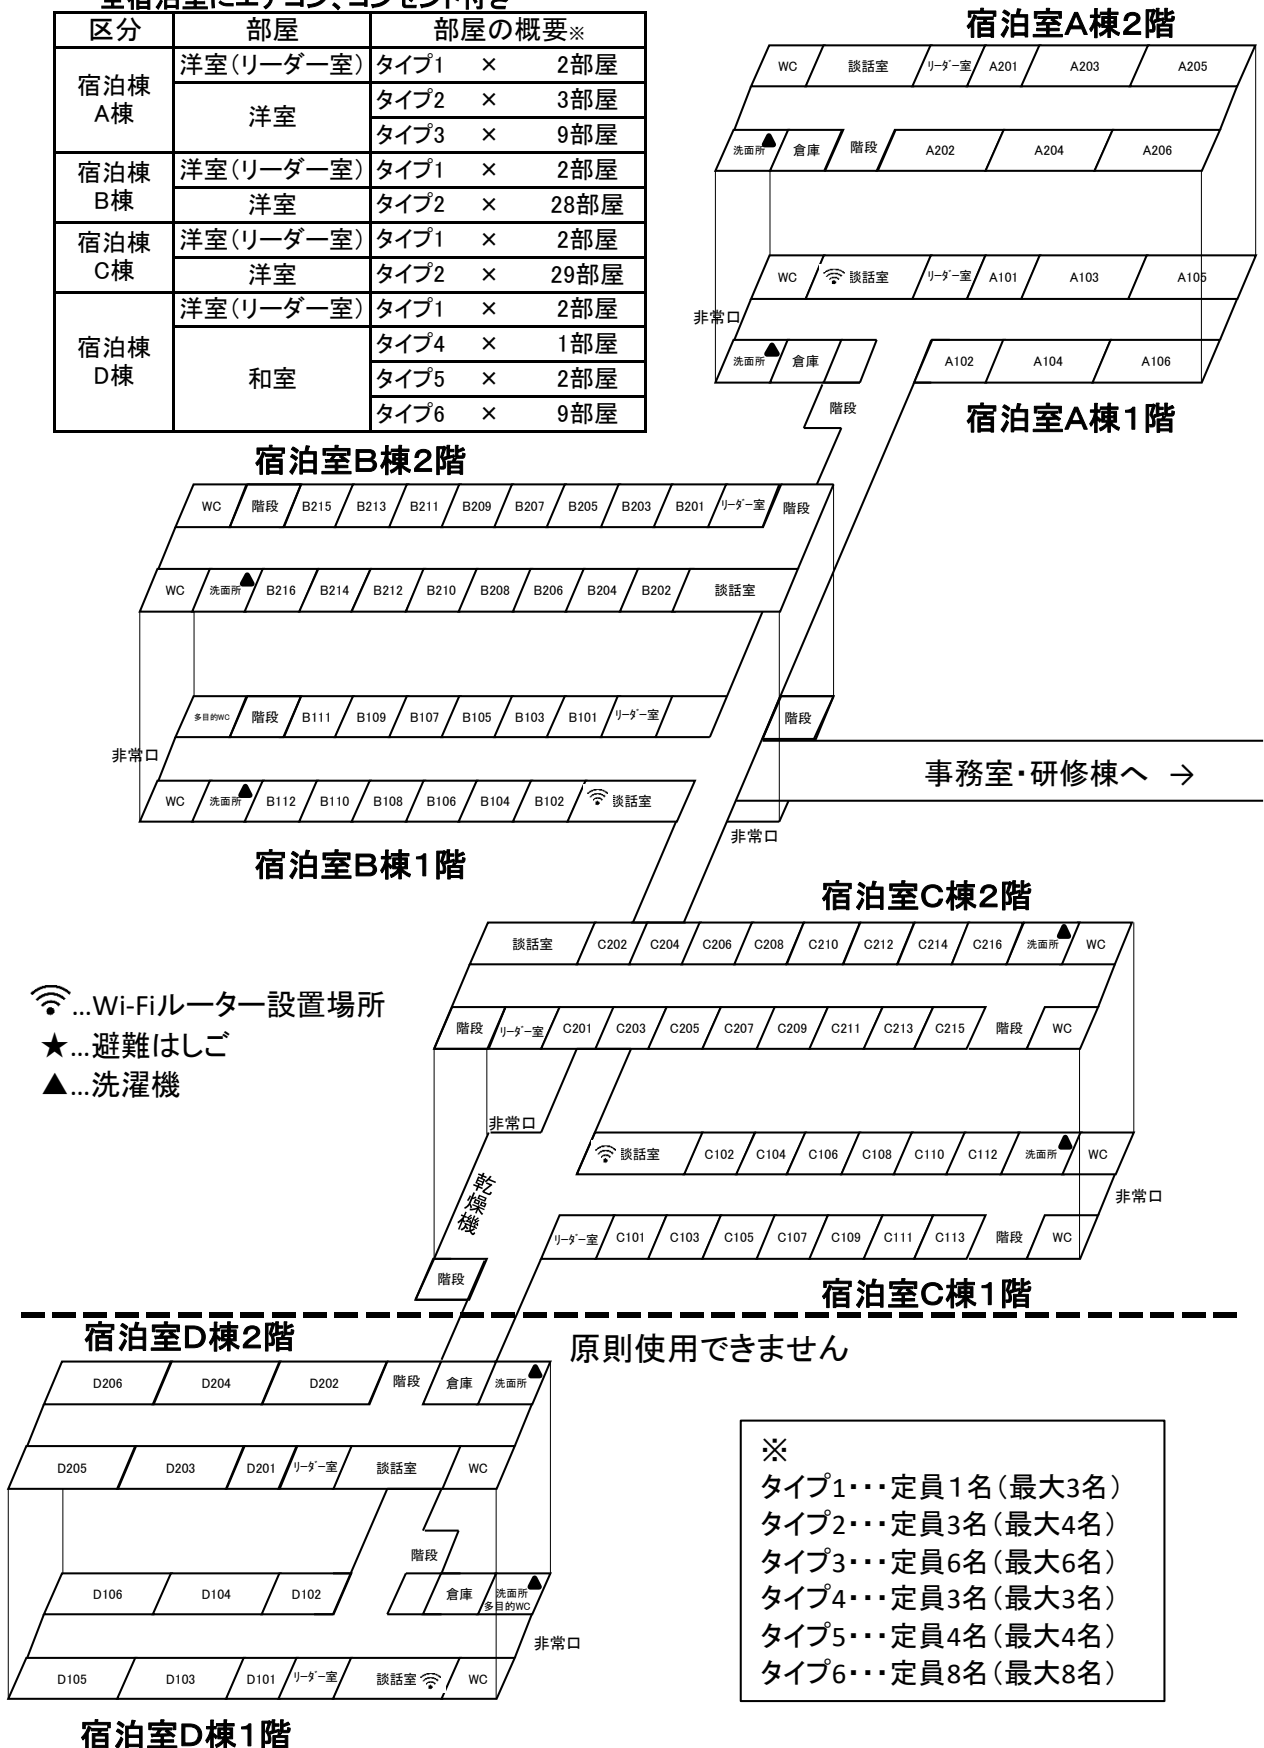 全宿泊室にエアコン、コンセント付き
区分 部屋 部屋の概要※
宿泊棟
A棟
洋室(リーダー室) タイプ1 × 2部屋
洋室 タイプ2 × 3部屋
タイプ3 × 9部屋
宿泊棟
B棟
洋室(リーダー室) タイプ1 × 2部屋
洋室 タイプ2 × 28部屋
宿泊棟
C棟
洋室(リーダー室) タイプ1 × 2部屋
洋室 タイプ2 × 29部屋
宿泊棟
D棟
洋室(リーダー室) タイプ1 × 2部屋
和室 タイプ4 × 1部屋
タイプ5 × 2部屋
タイプ6 × 9部屋
宿泊室A棟2階
WC 談話室 リーダー室 A201 A203 A205
洗面所 倉庫 階段 A202 A204 A206
WC 談話室 リーダー室 A101 A103 A105
非常口
洗面所 倉庫 A102 A104 A106
階段
宿泊室A棟1階
宿泊室B棟2階
WC 階段 B215 B213 B211 B209 B207 B205 B203 B201 リーダー室 階段
WC 洗面所 B216 B214 B212 B210 B208 B206 B204 B202 談話室
多目的WC 階段 B111 B109 B107 B105 B103 B101 リーダー室 階段
非常口
事務室・研修棟へ →
WC 洗面所 B112 B110 B108 B106 B104 B102 談話室
非常口
宿泊室B棟1階
宿泊室C棟2階
談話室 C202 C204 C206 C208 C210 C212 C214 C216 洗面所 WC
階段 リーダー室 C201 C203 C205 C207 C209 C211 C213 C215 階段 WC
...Wi-Fiルーター設置場所
★...避難はしご
▲...洗濯機
非常口
談話室 C102 C104 C106 C108 C110 C112 洗面所 WC
非常口
乾燥機
リーダー室 C101 C103 C105 C107 C109 C111 C113 階段 WC
階段
宿泊室C棟1階
宿泊室D棟2階
原則使用できません
D206 D204 D202 階段 倉庫 洗面所
D205 D203 D201 リーダー室 談話室 WC
階段
D106 D104 D102 倉庫 洗面所
多目的WC
非常口
D105 D103 D101 リーダー室 談話室 WC
宿泊室D棟1階
※
タイプ1・・・定員1名(最大3名)
タイプ2・・・定員3名(最大4名)
タイプ3・・・定員6名(最大6名)
タイプ4・・・定員3名(最大3名)
タイプ5・・・定員4名(最大4名)
タイプ6・・・定員8名(最大8名)